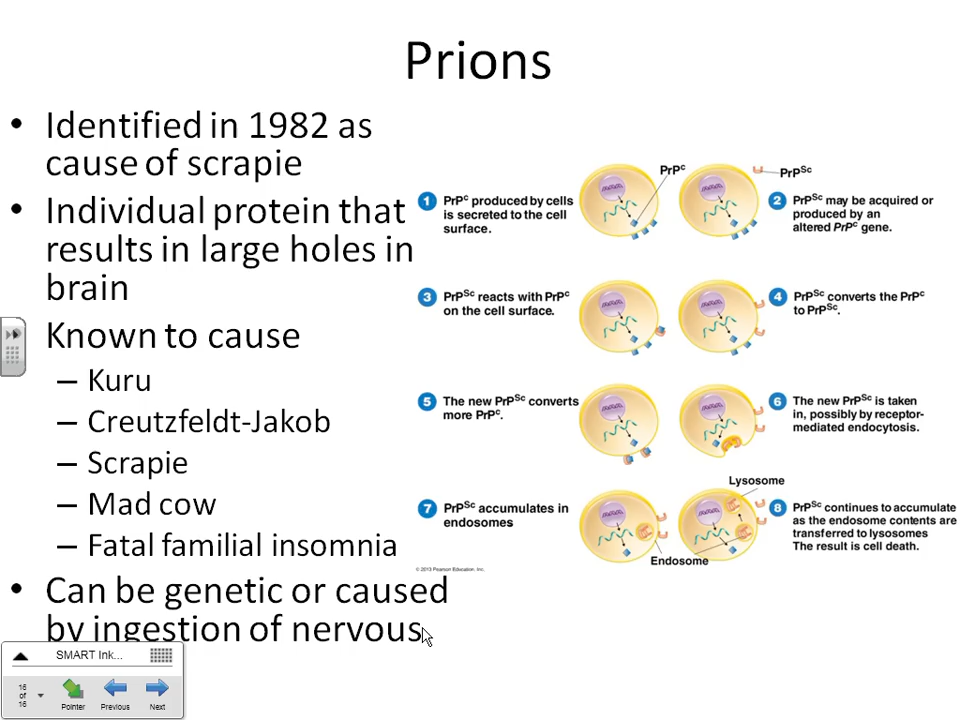 Prions
• Identified in 1982 as
cause of scrapie
• Individual protein that
results in large holes in
brain
Known to cause
– Kuru
– Creutzfeldt-Jakob
– Scrapie
– Mad cow
– Fatal familial insomnia
• Can be genetic or caused
by ingestion of nervous
PrPc
PrPSc
1 PrPc produced by cells
is secreted to the cell
surface.
2 PrPSc may be acquired or
produced by an
altered PrPc gene.
3 PrPSc reacts with PrPc
on the cell surface.
4 PrPSc converts the PrPc
to PrPSc.
5 The new PrPSc converts
more PrPc.
6 The new PrPSc is taken
in, possibly by receptor-
mediated endocytosis.
7 PrPSc accumulates in
endosomes
Lysosome
8 PrPSc continues to accumulate
as the endosome contents are
transferred to lysosomes
The result is cell death.
Endosome
© 2013 Pearson Education, Inc.
SMART Ink...
16
of
16
Pointer
Previous
Next